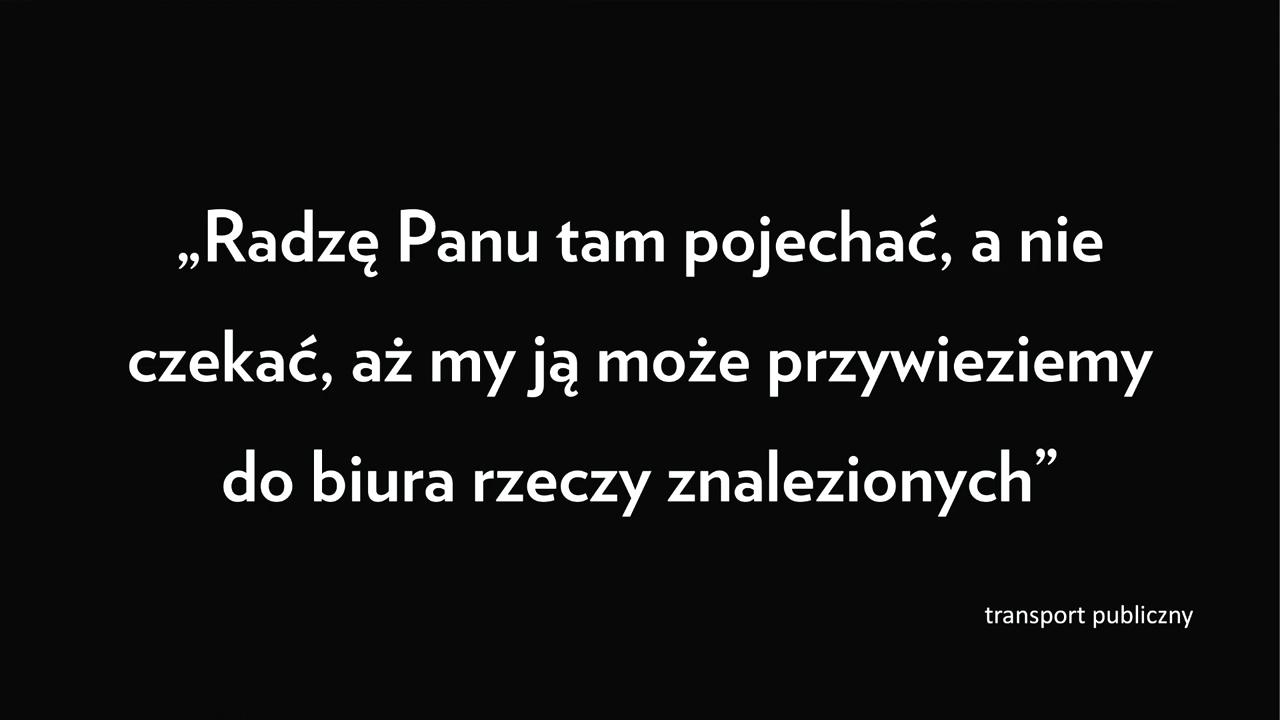 „Radzę Panu tam pojechać, a nie
czekać, aż my ją może przywieziemy
do biura rzeczy znalezionych”
transport publiczny